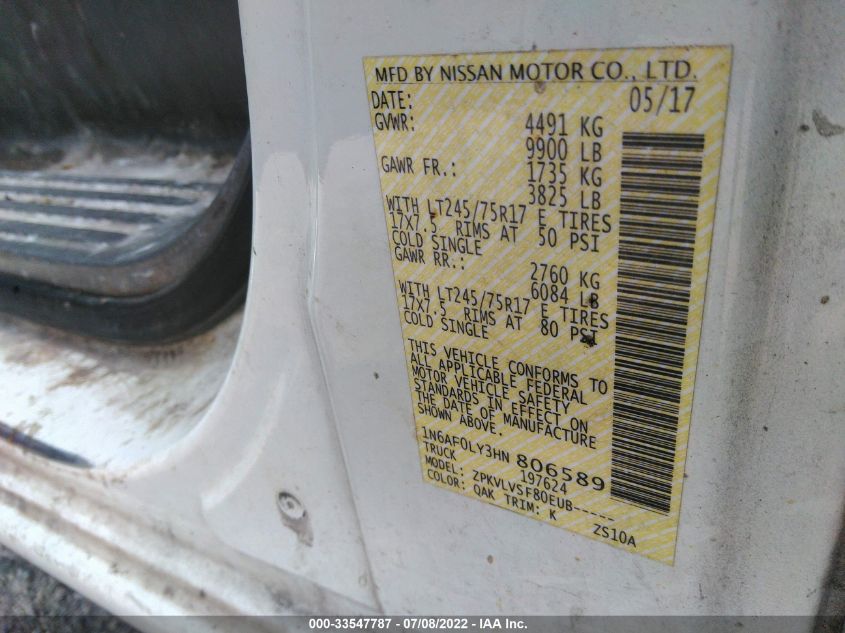 MFD BY NISSAN MOTOR CO., LTD.
DATE: 05/17
GVWR: 4491 KG
9900 LB
GAWR FR.: 1735 KG
3825 LB
WITH LT245/75R17 E TIRES
17X7.5 RIMS AT 50 PSI
COLD SINGLE
GAWR RR.: 2760 KG
6084 LB
WITH LT245/75R17 E TIRES
17X7.5 RIMS AT 80 PSI
COLD SINGLE
THIS VEHICLE CONFORMS TO
ALL APPLICABLE FEDERAL
MOTOR VEHICLE SAFETY
STANDARDS IN EFFECT ON
THE DATE OF MANUFACTURE
SHOWN ABOVE.
1N6AF0LY3HN 806589
TRUCK 197624
MODEL: ZPKVLVSF80EUB-----
COLOR: QAK TRIM: K
ZS10A
000-33547787 - 07/08/2022 - IAA, Inc.